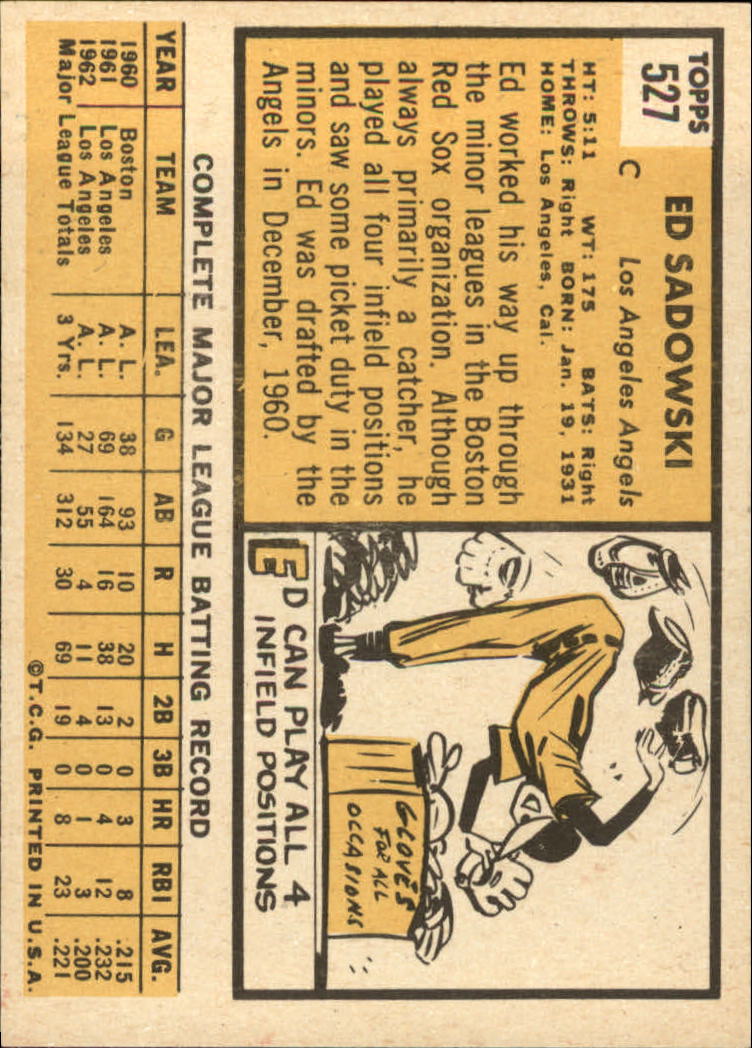 TOPPS
527
ED SADOWSKI
C Los Angeles Angels
HT: 5:11 WT: 175 BATS: Right
THROWS: Right BORN: Jan. 19, 1931
HOME: Los Angeles, Cal.
Ed worked his way up through
the minor leagues in the Boston
Red Sox organization. Although
always primarily a catcher, he
played all four infield positions
and saw some picket duty in the
minors. Ed was drafted by the
Angels in December, 1960.
GLOVES
FOR ALL
OCCASIONS
ED CAN PLAY ALL 4
INFIELD POSITIONS
COMPLETE MAJOR LEAGUE BATTING RECORD
YEAR TEAM LEA. G AB R H 2B 3B HR RBI AVG.
1960 Boston A. L. 38 93 10 20 2 0 3 8 .215
1961 Los Angeles A. L. 69 164 16 38 13 0 4 12 .232
1962 Los Angeles A. L. 27 55 4 11 4 0 1 3 .200
Major League Totals 3 Yrs. 134 312 30 69 19 0 8 23 .221
©T.C.G. PRINTED IN U.S.A.